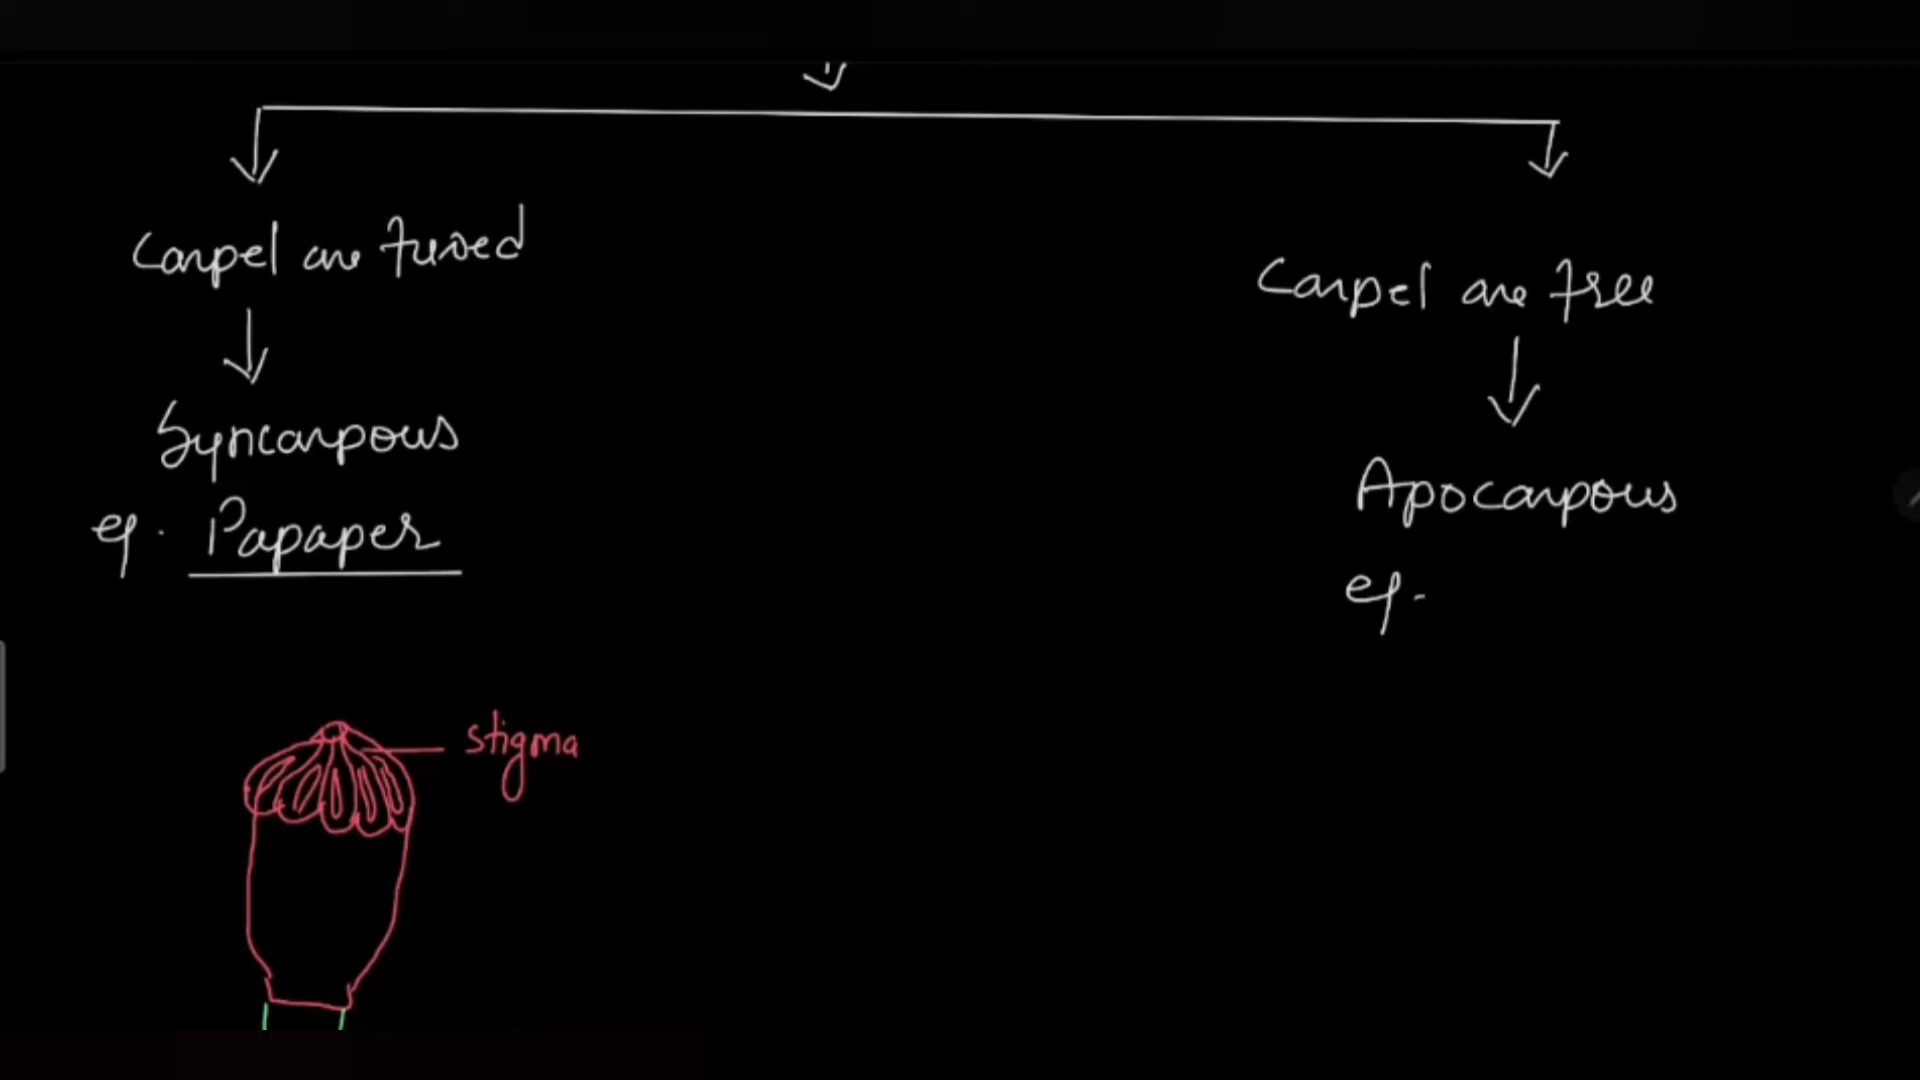 Carpel are fused
Syncarpous
eg. Papaper
stigma
Carpel are free
Apocarpous
eg.